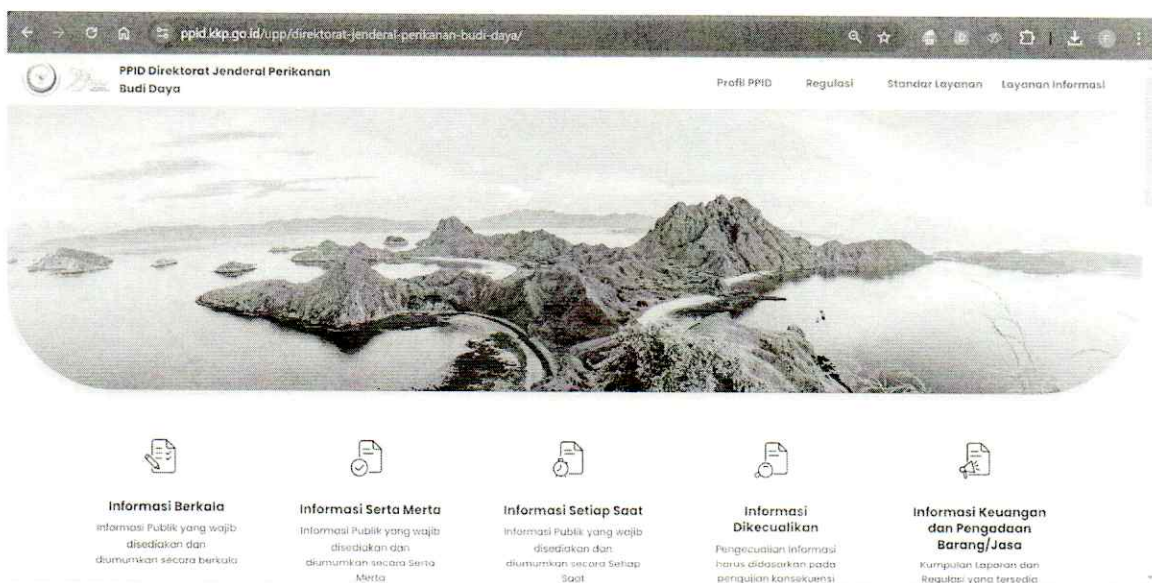 ppid.kkp.go.id/upp/direktorat-jenderal-perikanan-budi-daya/
PPID Direktorat Jenderal Perikanan
Budi Daya
Profil PPID
Regulasi
Standar Layanan
Layanan Informasi
Informasi Berkala
Informasi Publik yang wajib
disediakan dan
diumumkan secara berkala
Informasi Serta Merta
Informasi Publik yang wajib
disediakan dan
diumumkan secara Serta
Merta
Informasi Setiap Saat
Informasi Publik yang wajib
disediakan dan
diumumkan secara Setiap
Saat
Informasi
Dikecualikan
Pengecualian Informasi
harus didasarkan pada
pengujian konsekuensi
Informasi Keuangan
dan Pengadaan
Barang/Jasa
Kumpulan Laporan dan
Regulasi yang tersedia